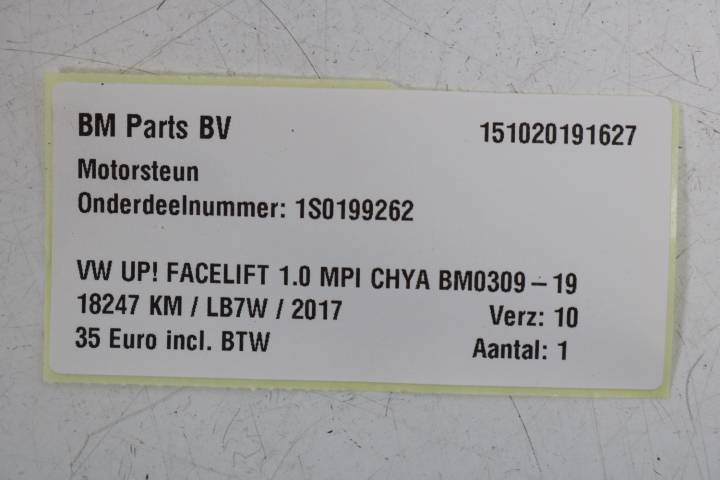 BM Parts BV 151020191627
Motorsteun
Onderdeelnummer: 1S0199262
VW UP! FACELIFT 1.0 MPI CHYA BM0309 – 19
18247 KM / LB7W / 2017 Verz: 10
35 Euro incl. BTW Aantal: 1